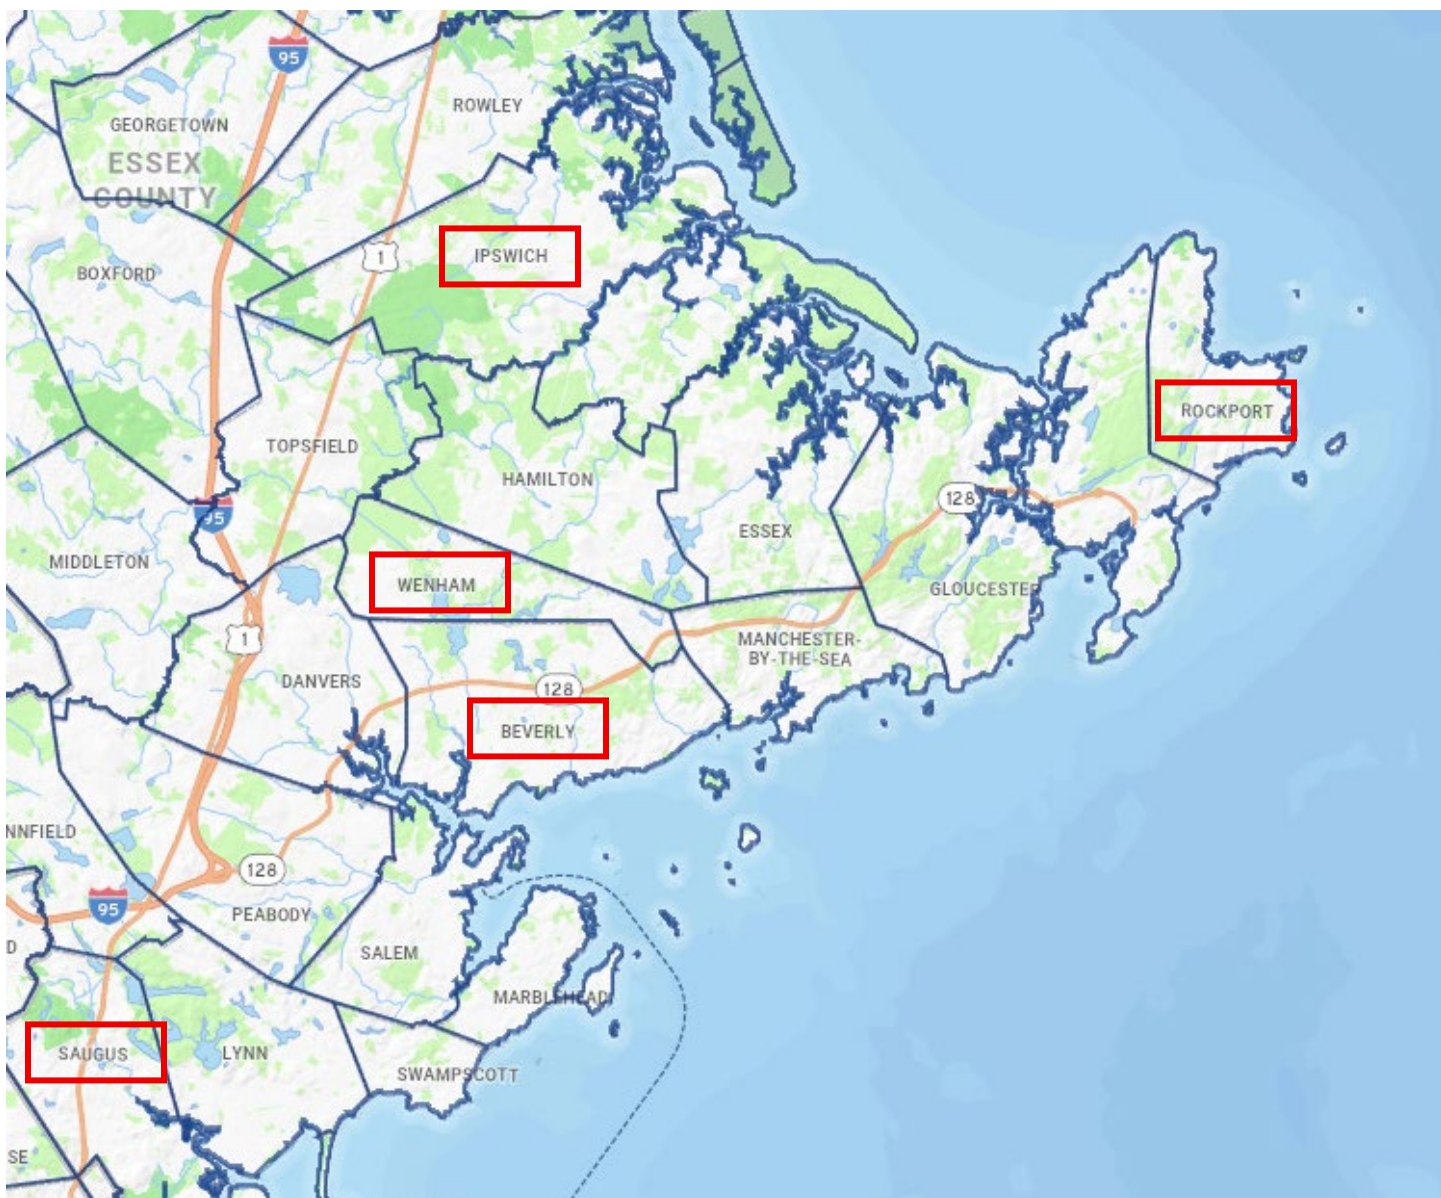 95
ROWLEY
GEORGETOWN
ESSEX
COUNTY
1
IPSWICH
BOXFORD
ROCKPORT
TOPSFIELD
HAMILTON
128
95
ESSEX
MIDDLETON
WENHAM
GLOUCESTER
1
MANCHESTER-
BY-THE-SEA
DANVERS
128
BEVERLY
NNFIELD
128
95
PEABODY
D
SALEM
MARBLEHEAD
SAUGUS
LYNN
SWAMPSCOTT
SE